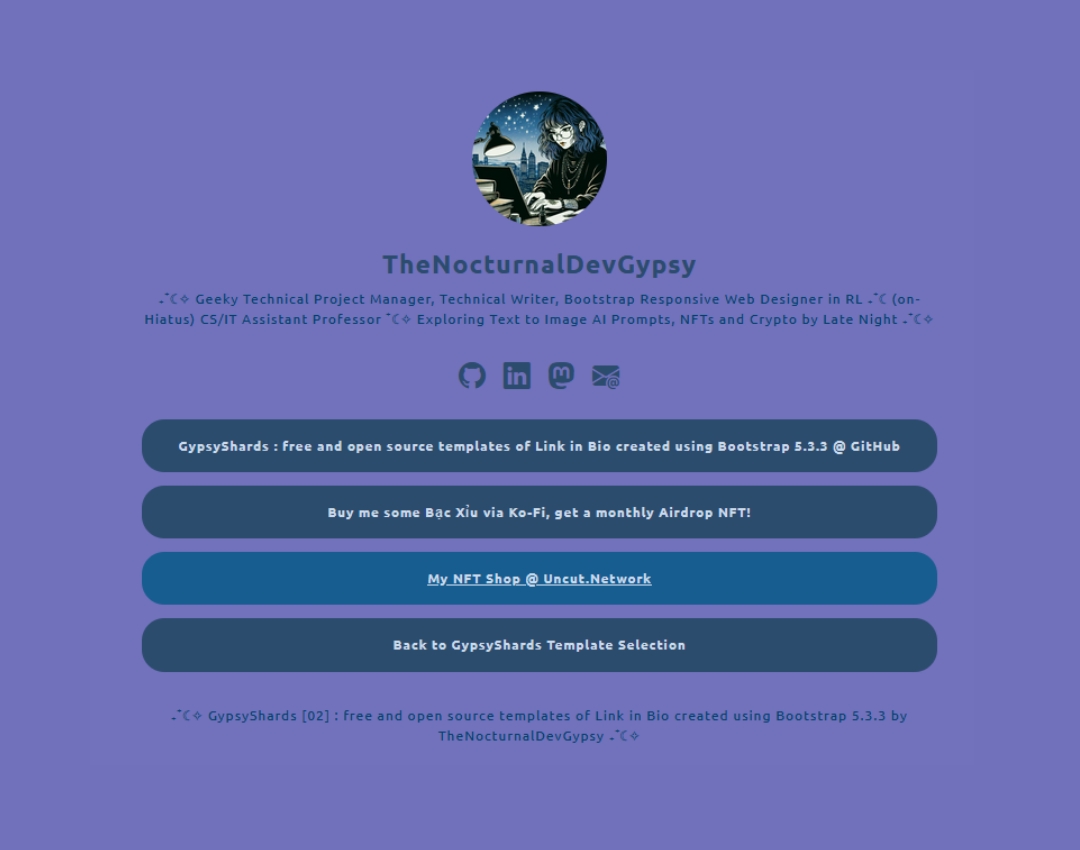 TheNocturnalDevGypsy
˖˚☾✧ Geeky Technical Project Manager, Technical Writer, Bootstrap Responsive Web Designer in RL ˖˚☾ (on-
Hiatus) CS/IT Assistant Professor ˚☾✧ Exploring Text to Image AI Prompts, NFTs and Crypto by Late Night ˖˚☾✧
GypsyShards : free and open source templates of Link in Bio created using Bootstrap 5.3.3 @ GitHub
Buy me some Bạc Xỉu via Ko-Fi, get a monthly Airdrop NFT!
My NFT Shop @ Uncut.Network
Back to GypsyShards Template Selection
˖˚☾✧ GypsyShards [02] : free and open source templates of Link in Bio created using Bootstrap 5.3.3 by
TheNocturnalDevGypsy ˖˚☾✧